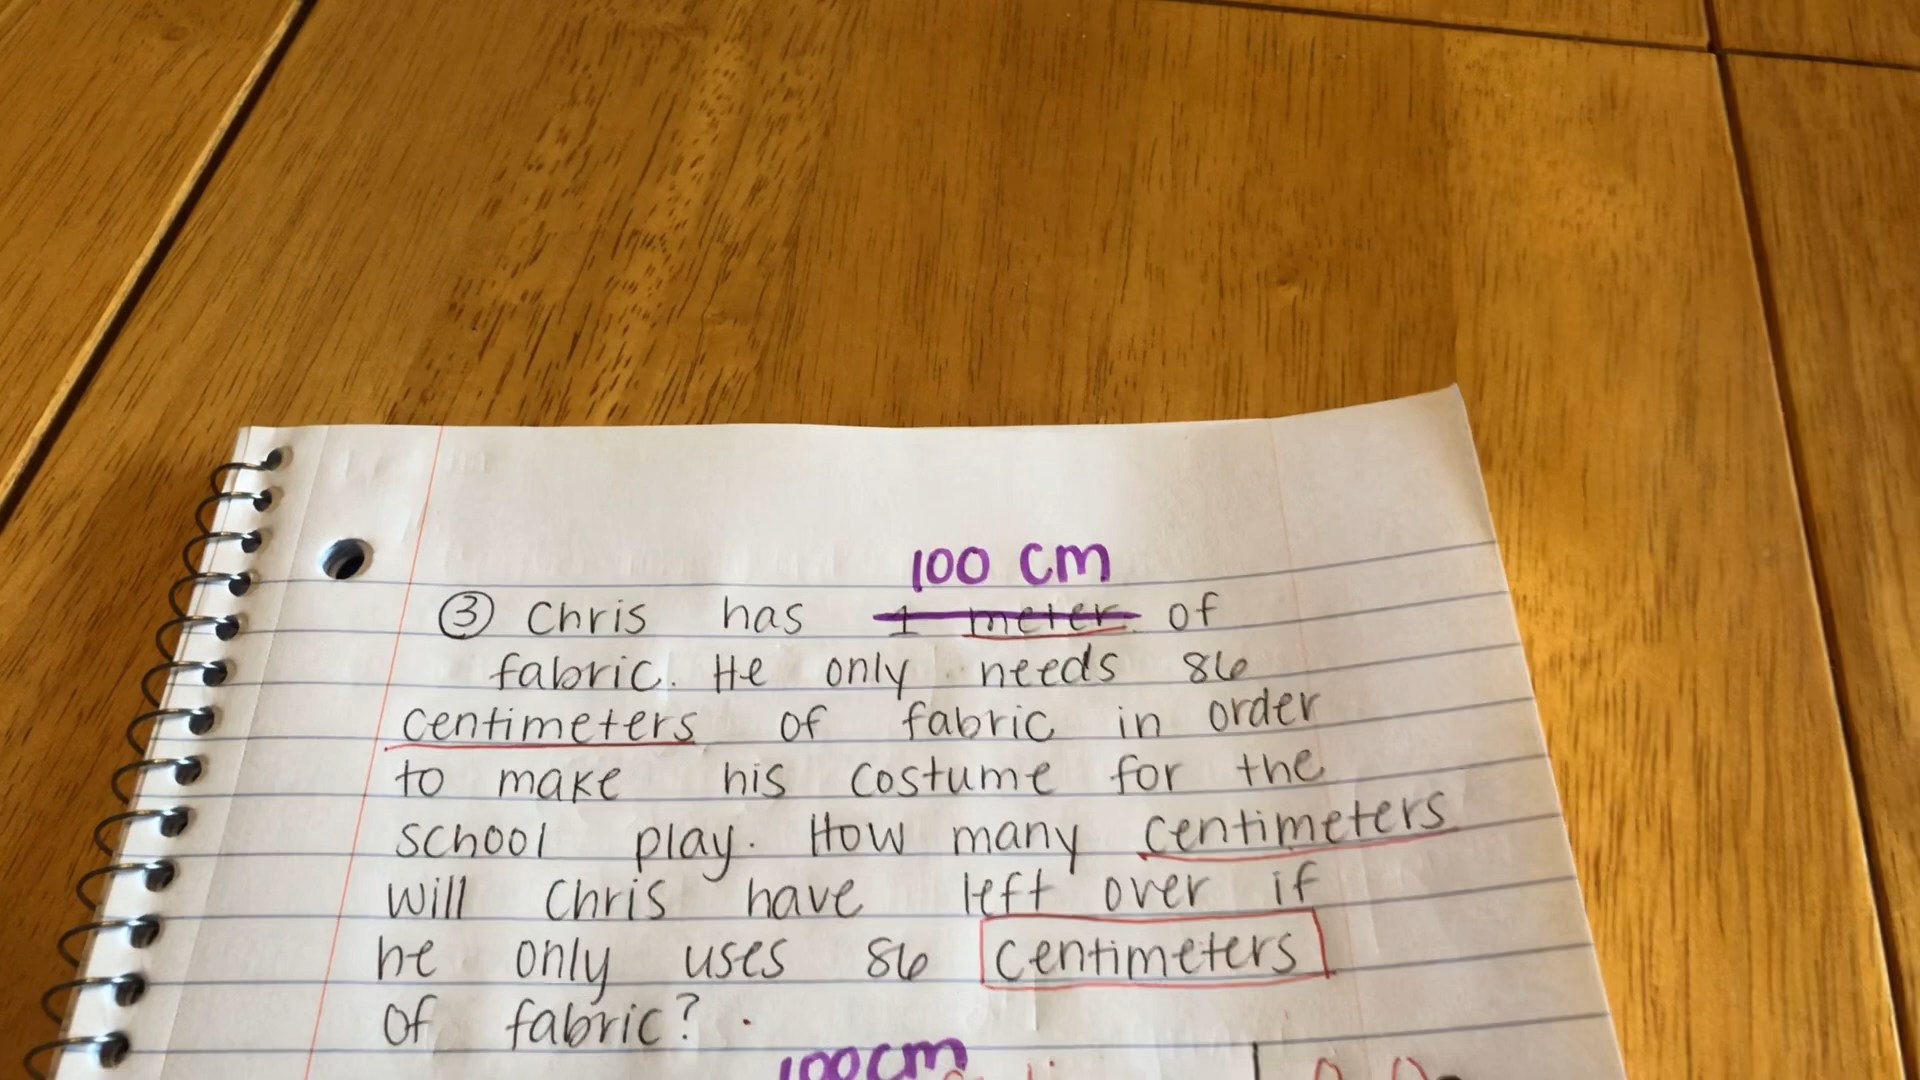 100 cm
③ Chris has 1 meter of
fabric. He only needs 86
centimeters of fabric in order
to make his costume for the
school play. How many centimeters
will Chris have left over if
he only uses 86 centimeters
of fabric?
100cm